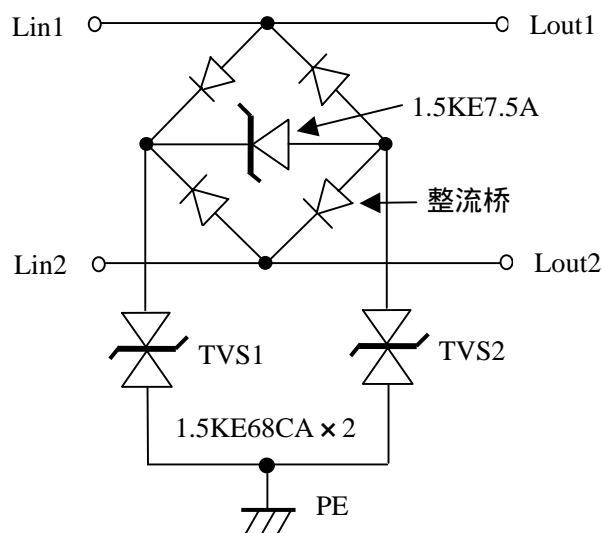 Lin1
Lout1
1.5KE7.5A
整流桥
Lin2
Lout2
TVS1
TVS2
1.5KE68CA × 2
PE